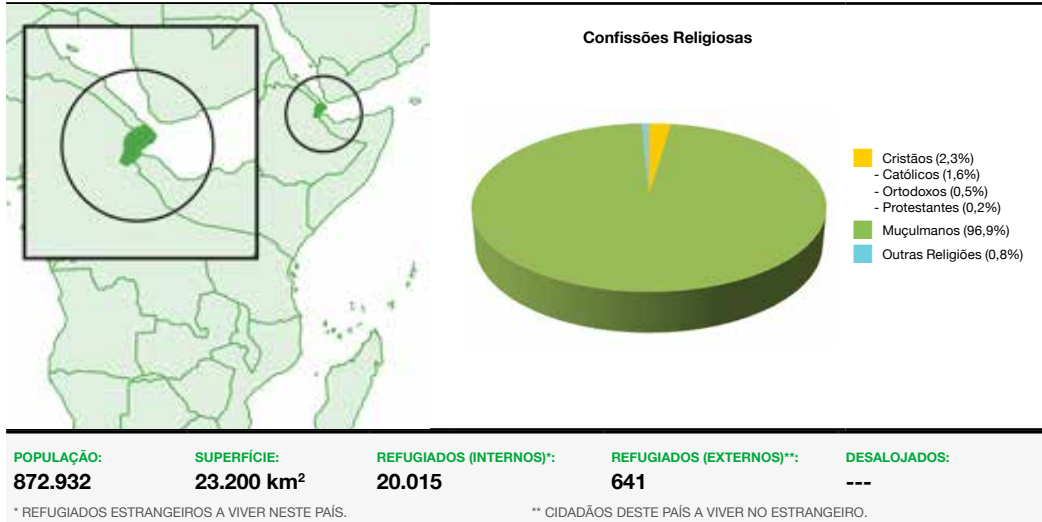 Confissões Religiosas
Cristãos (2,3%)
- Católicos (1,6%)
- Ortodoxos (0,5%)
- Protestantes (0,2%)
Muçulmanos (96,9%)
Outras Religiões (0,8%)
POPULAÇÃO: SUPERFÍCIE: REFUGIADOS (INTERNOS)*: REFUGIADOS (EXTERNOS)**: DESALOJADOS:
872.932 23.200 km² 20.015 641 ---
* REFUGIADOS ESTRANGEIROS A VIVER NESTE PAÍS. ** CIDADÃOS DESTE PAÍS A VIVER NO ESTRANGEIRO.